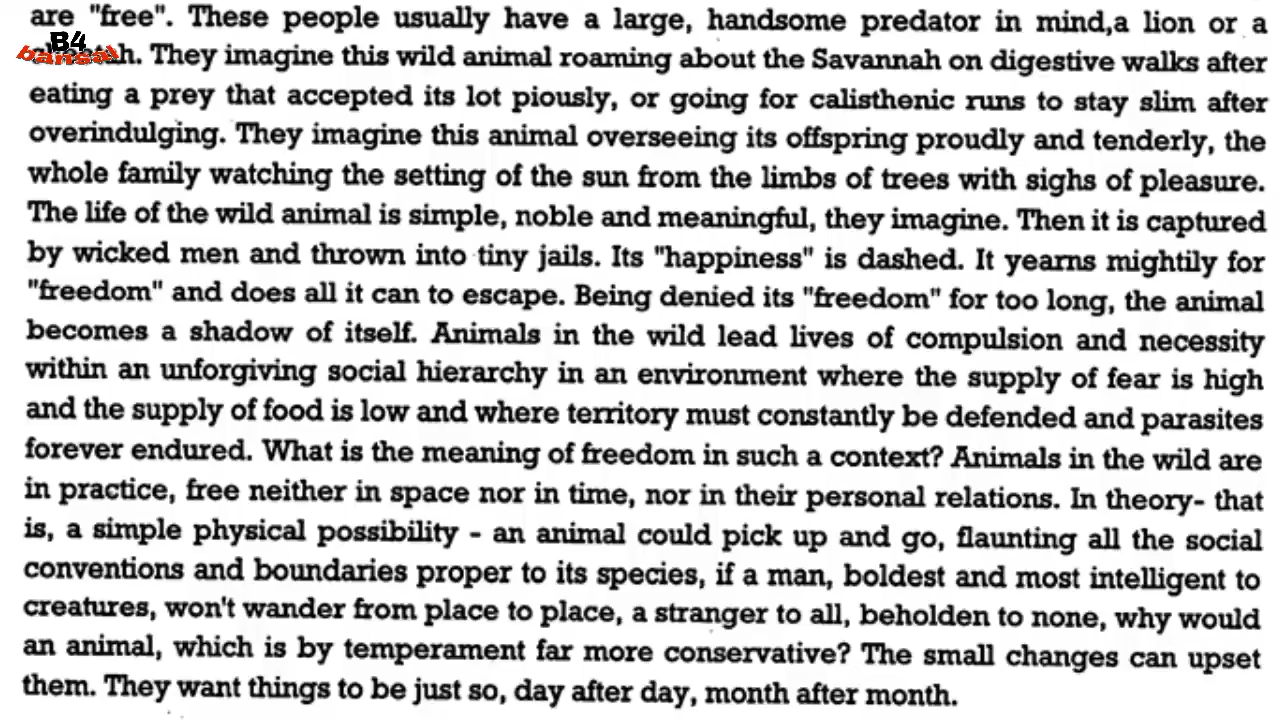 are "free". These people usually have a large, handsome predator in mind,a lion or a
B4
bansal
They imagine this wild animal roaming about the Savannah on digestive walks after
eating a prey that accepted its lot piously, or going for calisthenic runs to stay slim after
overindulging. They imagine this animal overseeing its offspring proudly and tenderly, the
whole family watching the setting of the sun from the limbs of trees with sighs of pleasure.
The life of the wild animal is simple, noble and meaningful, they imagine. Then it is captured
by wicked men and thrown into tiny jails. Its "happiness" is dashed. It yearns mightily for
"freedom" and does all it can to escape. Being denied its "freedom" for too long, the animal
becomes a shadow of itself. Animals in the wild lead lives of compulsion and necessity
within an unforgiving social hierarchy in an environment where the supply of fear is high
and the supply of food is low and where territory must constantly be defended and parasites
forever endured. What is the meaning of freedom in such a context? Animals in the wild are
in practice, free neither in space nor in time, nor in their personal relations. In theory- that
is, a simple physical possibility - an animal could pick up and go, flaunting all the social
conventions and boundaries proper to its species, if a man, boldest and most intelligent to
creatures, won't wander from place to place, a stranger to all, beholden to none, why would
an animal, which is by temperament far more conservative? The small changes can upset
them. They want things to be just so, day after day, month after month.